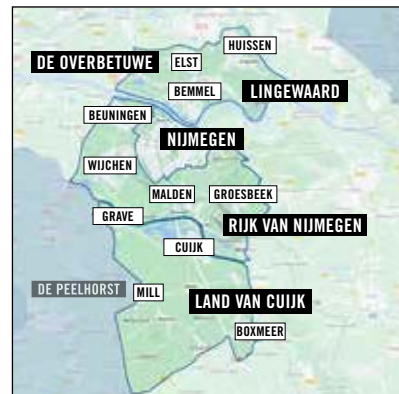 HUISSEN
DE OVERBETUWE
ELST
BEMMEL
LINGEWAARD
BEUNINGEN
NIJMEGEN
WIJCHEN
MALDEN
GROESBEEK
GRAVE
RIJK VAN NIJMEGEN
CUIJK
DE PEELHORST
MILL
LAND VAN CUIJK
BOXMEER